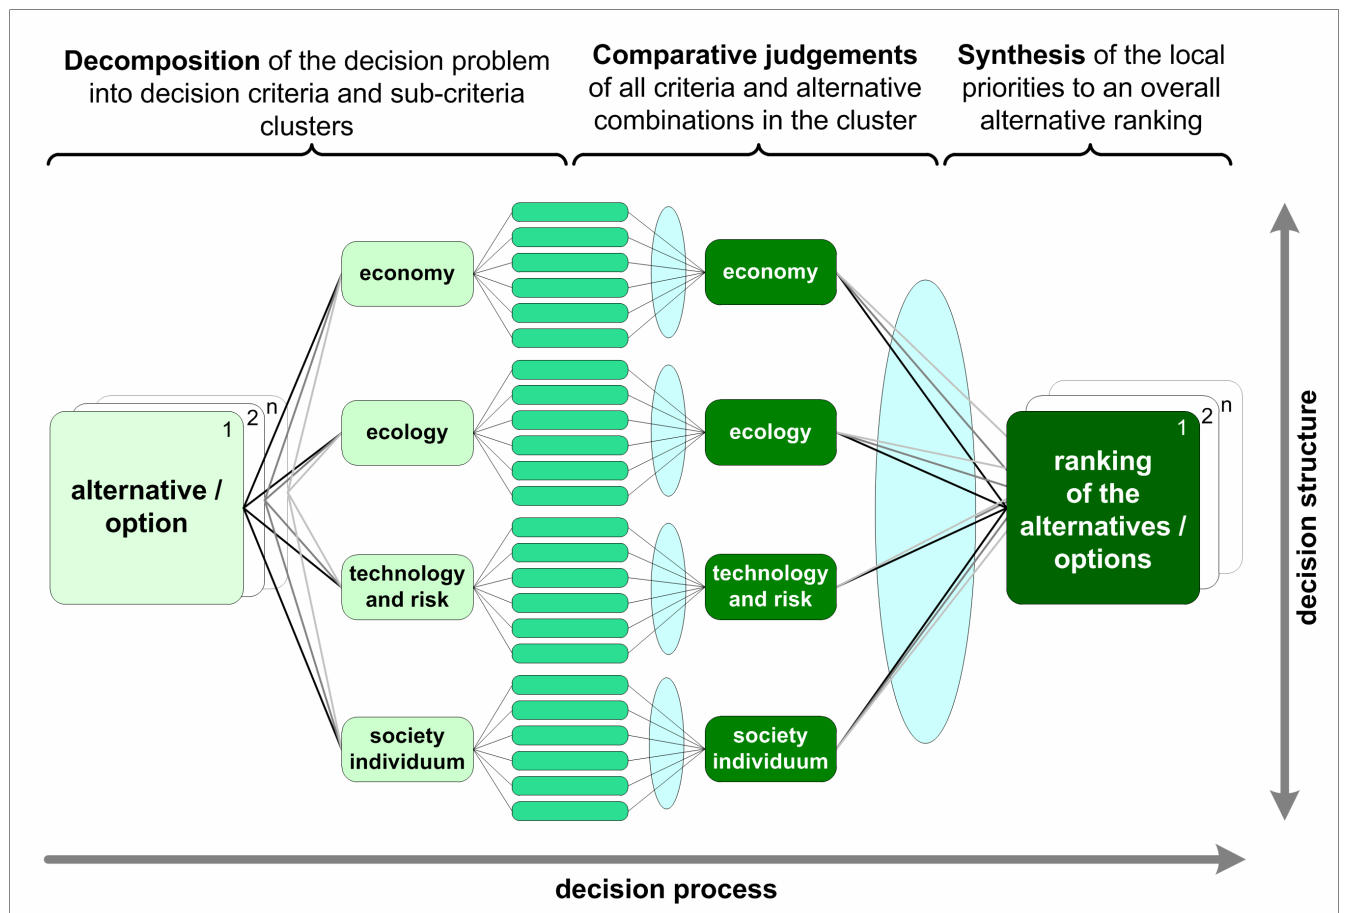 Decomposition of the decision problem
into decision criteria and sub-criteria
clusters
Comparative judgements
of all criteria and alternative
combinations in the cluster
Synthesis of the local
priorities to an overall
alternative ranking
1
2
n
alternative /
option
economy
ecology
technology
and risk
society
individuum
economy
ecology
technology
and risk
society
individuum
1
2
n
ranking
of the
alternatives /
options
decision structure
decision process